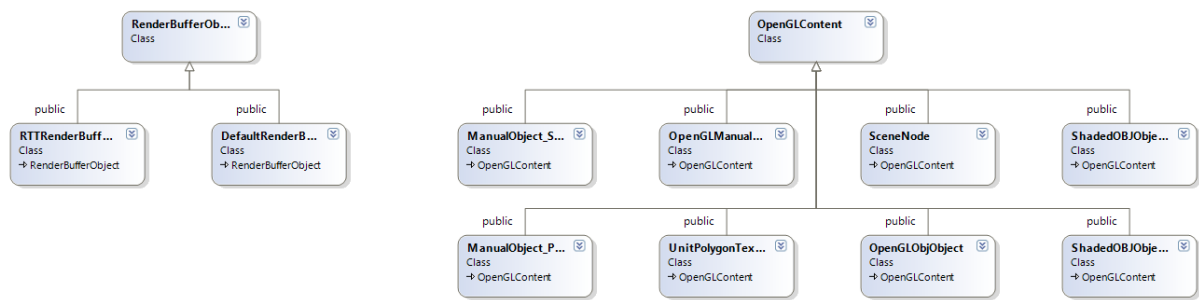 RenderBufferOb...
Class
OpenGLContent
Class
public
public
public
public
public
public
RTTRenderBuff...
Class
RenderBufferObject
DefaultRenderB...
Class
RenderBufferObject
ManualObject_S...
Class
OpenGLContent
OpenGLManual...
Class
OpenGLContent
SceneNode
Class
OpenGLContent
ShadedOBJObje...
Class
OpenGLContent
public
public
public
public
ManualObject_P...
Class
OpenGLContent
UnitPolygonTex...
Class
OpenGLContent
OpenGLObjObject
Class
OpenGLContent
ShadedOBJObje...
Class
OpenGLContent